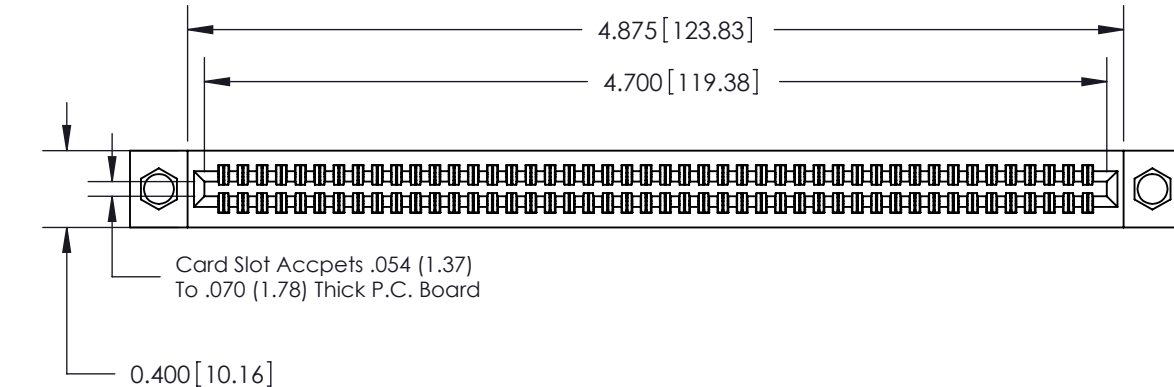 4.875[123.83]
4.700[119.38]
Card Slot Accpets .054 (1.37)
To .070 (1.78) Thick P.C. Board
0.400[10.16]